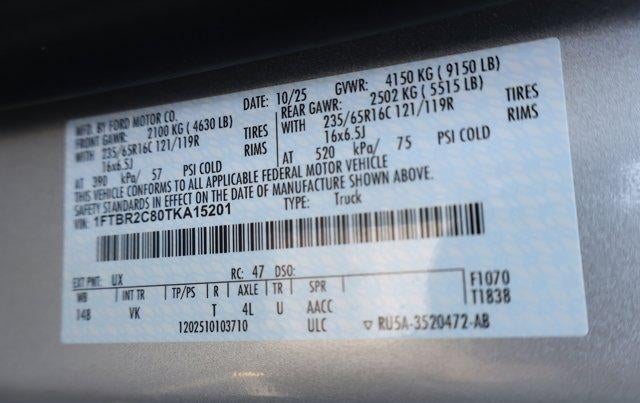 MFD. BY FORD MOTOR CO. DATE: 10/25 GVWR: 4150 KG ( 9150 LB)
FRONT GAWR: 2100 KG ( 4630 LB) REAR GAWR: 2502 KG ( 5515 LB)
WITH 235/65R16C 121/119R TIRES WITH 235/65R16C 121/119R TIRES
16x6.5J RIMS 16x6.5J RIMS
AT 390 kPa/ 57 PSI COLD AT 520 kPa/ 75 PSI COLD
THIS VEHICLE CONFORMS TO ALL APPLICABLE FEDERAL MOTOR VEHICLE
SAFETY STANDARDS IN EFFECT ON THE DATE OF MANUFACTURE SHOWN ABOVE.
VIN: 1FTBR2C80TKA15201 TYPE: Truck
EXT PNT: UX RC: 47 DSO: F1070
WB INT TR TP/PS R AXLE TR SPR T1838
148 VK T 4L U AACC
1202510103710 ULC ▽ RU5A-3520472-AB